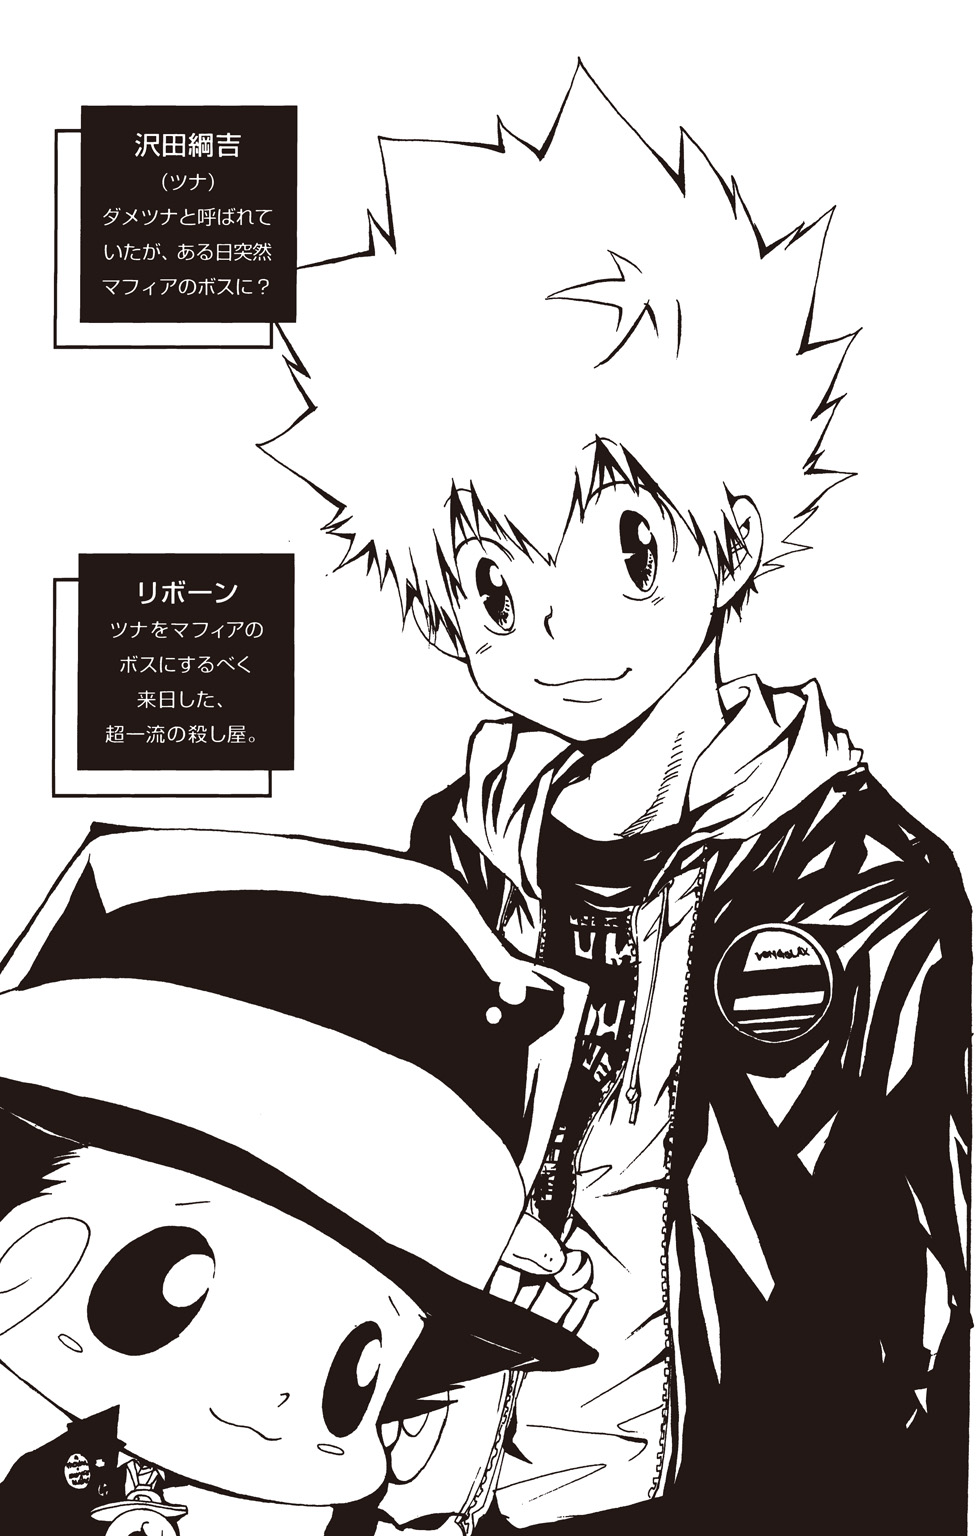 沢田綱吉
（ツナ）
ダメツナと呼ばれて
いたが、ある日突然
マフィアのボスに？
リボーン
ツナをマフィアの
ボスにするべく
来日した、
超一流の殺し屋。